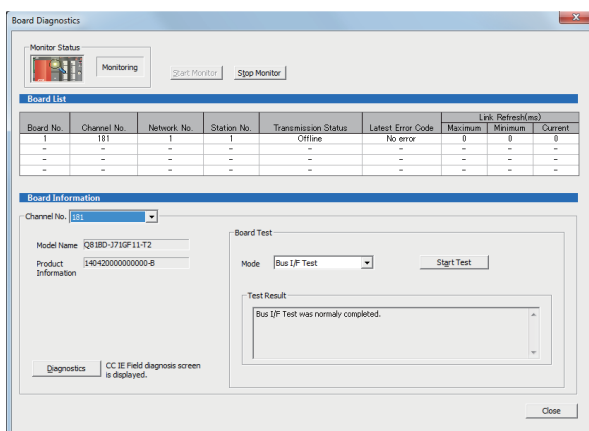 Board Diagnostics
Monitor Status
Monitoring
Start Monitor
Stop Monitor
Board List
Link Refresh(ms)
Board No. Channel No. Network No. Station No. Transmission Status Latest Error Code Maximum Minimum Current
1 181 1 1 Offline No error 0 0 0
- - - - - - - - -
- - - - - - - - -
- - - - - - - - -
Board Information
Channel No. 181
Board Test
Model Name Q81BD-J71GF11-T2
Mode Bus I/F Test Start Test
Product Information 140420000000000-B
Test Result
Bus I/F Test was normaly completed.
Diagnostics
CC IE Field diagnosis screen
is displayed.
Close